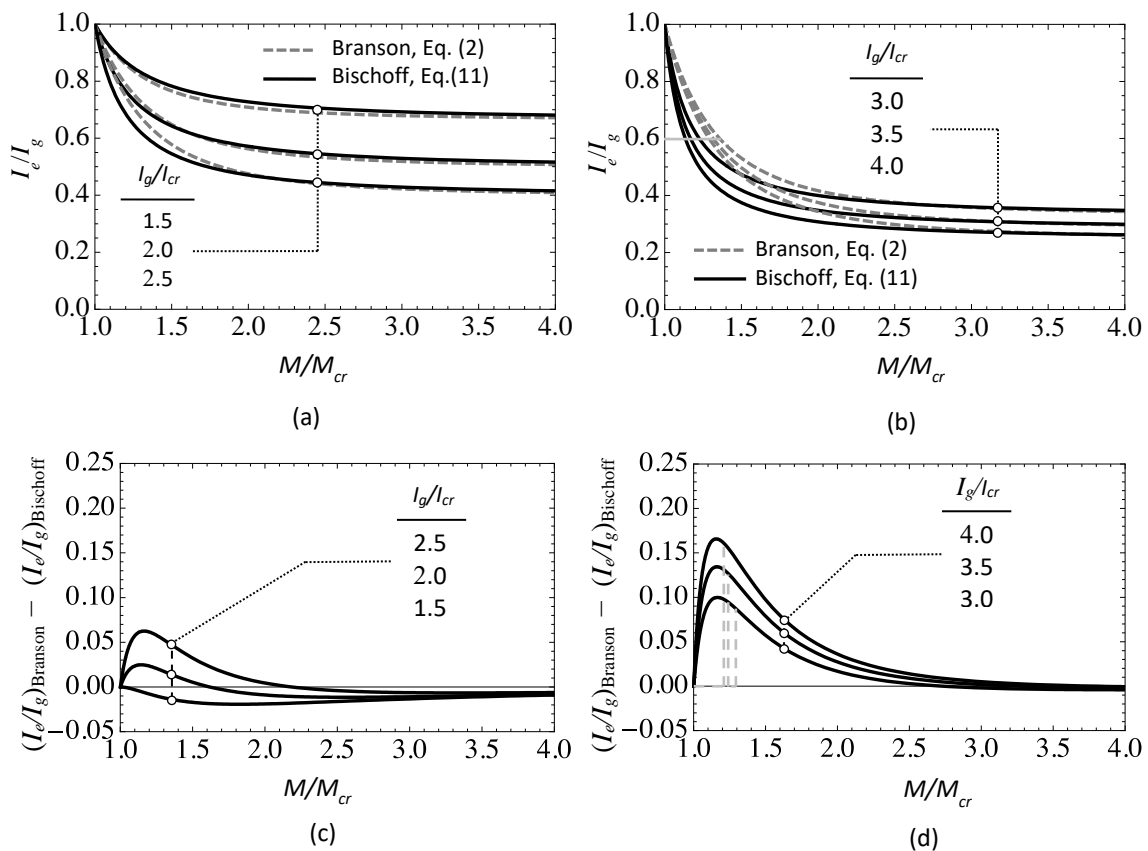 1.0
0.8
0.6
0.4
0.2
0.0
I_e/I_g
Branson, Eq. (2)
Bischoff, Eq.(11)
I_g/I_cr
1.5
2.0
2.5
1.0 1.5 2.0 2.5 3.0 3.5 4.0
M/M_cr
(a)
1.0
0.8
0.6
0.4
0.2
0.0
I_e/I_g
I_g/I_cr
3.0
3.5
4.0
Branson, Eq. (2)
Bischoff, Eq. (11)
1.0 1.5 2.0 2.5 3.0 3.5 4.0
M/M_cr
(b)
0.25
0.20
0.15
0.10
0.05
0.00
−0.05
(I_e/I_g)Branson − (I_e/I_g)Bischoff
I_g/I_cr
2.5
2.0
1.5
1.0 1.5 2.0 2.5 3.0 3.5 4.0
M/M_cr
(c)
0.25
0.20
0.15
0.10
0.05
0.00
−0.05
(I_e/I_g)Branson − (I_e/I_g)Bischoff
I_g/I_cr
4.0
3.5
3.0
1.0 1.5 2.0 2.5 3.0 3.5 4.0
M/M_cr
(d)